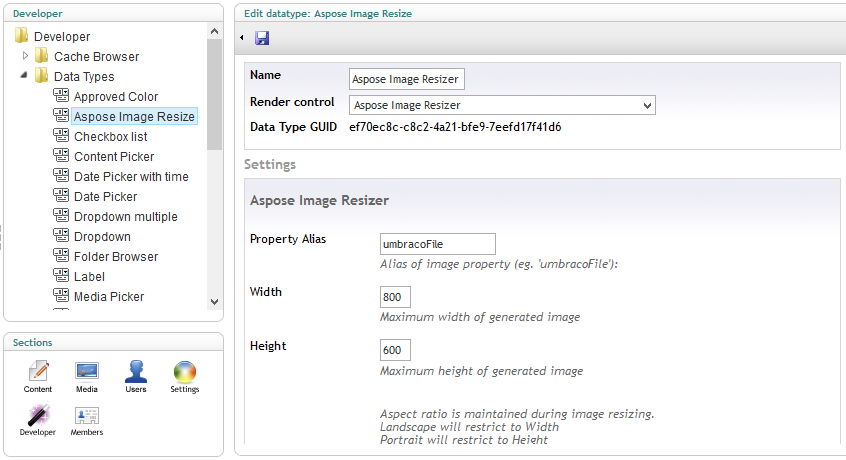 Developer
Developer
Cache Browser
Data Types
Approved Color
Aspose Image Resize
Checkbox list
Content Picker
Date Picker with time
Date Picker
Dropdown multiple
Dropdown
Folder Browser
Label
Media Picker
Sections
Content Media Users Settings
Developer Members
Edit datatype: Aspose Image Resize
Name Aspose Image Resizer
Render control Aspose Image Resizer
Data Type GUID ef70ec8c-c8c2-4a21-bfe9-7eefd17f41d6
Settings
Aspose Image Resizer
Property Alias umbracoFile
Alias of image property (eg. 'umbracoFile'):
Width 800
Maximum width of generated image
Height 600
Maximum height of generated image
Aspect ratio is maintained during image resizing.
Landscape will restrict to Width
Portrait will restrict to Height